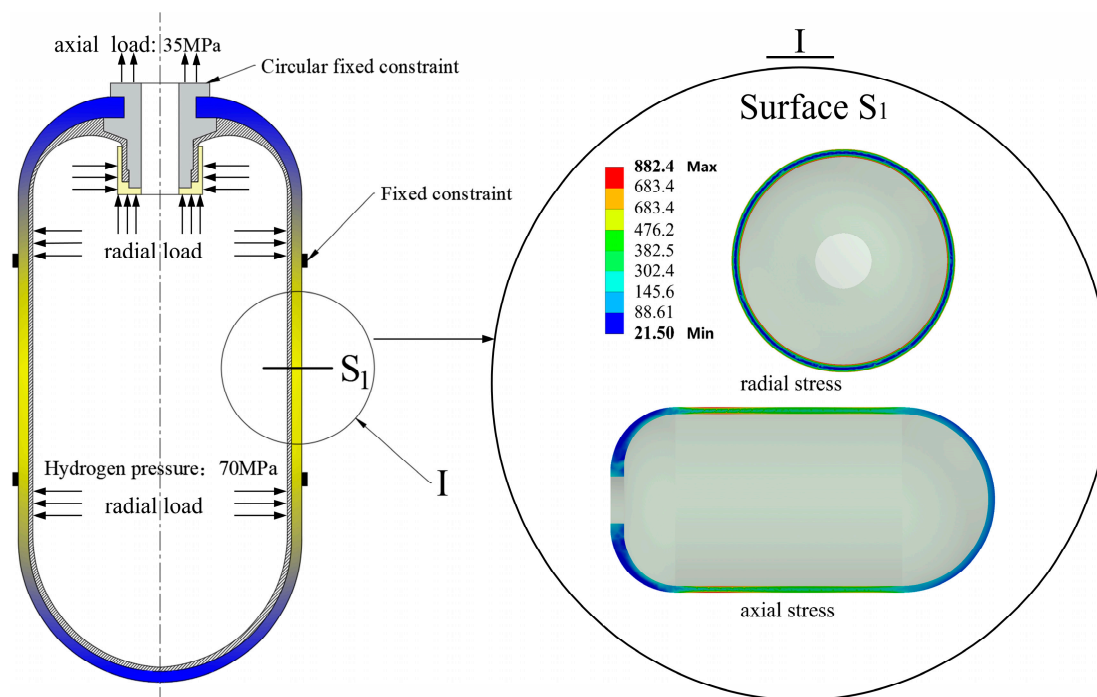 axial load: 35MPa
Circular fixed constraint
Fixed constraint
radial load
S1
I
Hydrogen pressure: 70MPa
radial load
I
Surface S1
882.4 Max
683.4
683.4
476.2
382.5
302.4
145.6
88.61
21.50 Min
radial stress
axial stress